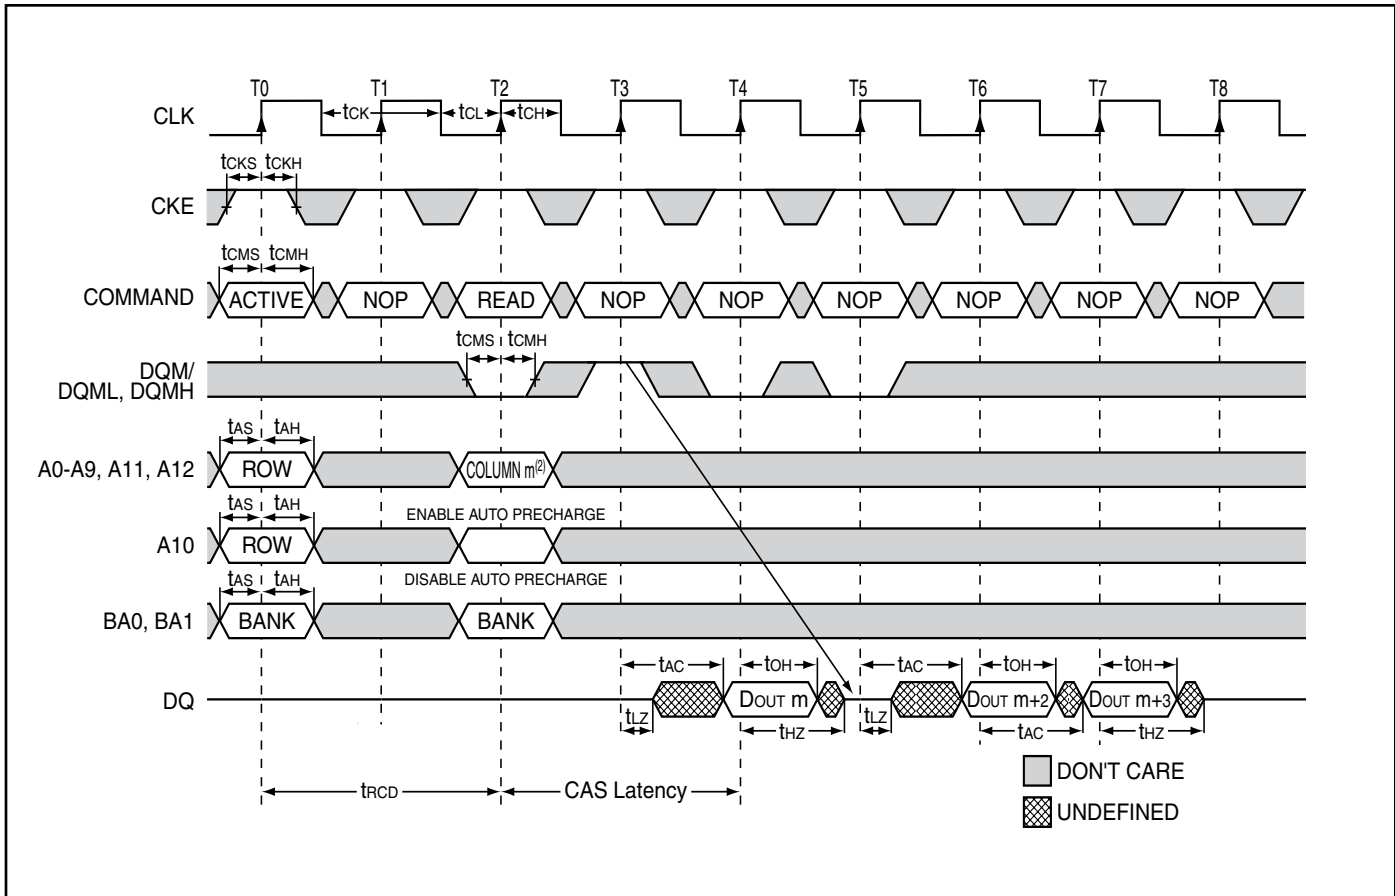 T0 T1 T2 T3 T4 T5 T6 T7 T8
CLK tCK tCL tCH
tCKS tCKH
CKE
tCMS tCMH
COMMAND ACTIVE NOP READ NOP NOP NOP NOP NOP NOP
tCMS tCMH
DQM/
DQML, DQMH
tAS tAH
A0-A9, A11, A12 ROW COLUMN m(2)
tAS tAH ENABLE AUTO PRECHARGE
A10 ROW
tAS tAH DISABLE AUTO PRECHARGE
BA0, BA1 BANK BANK
tAC tOH tAC tOH tOH
DQ DOUT m DOUT m+2 DOUT m+3
tLZ tHZ tLZ tAC tHZ
DON'T CARE
tRCD CAS Latency
UNDEFINED